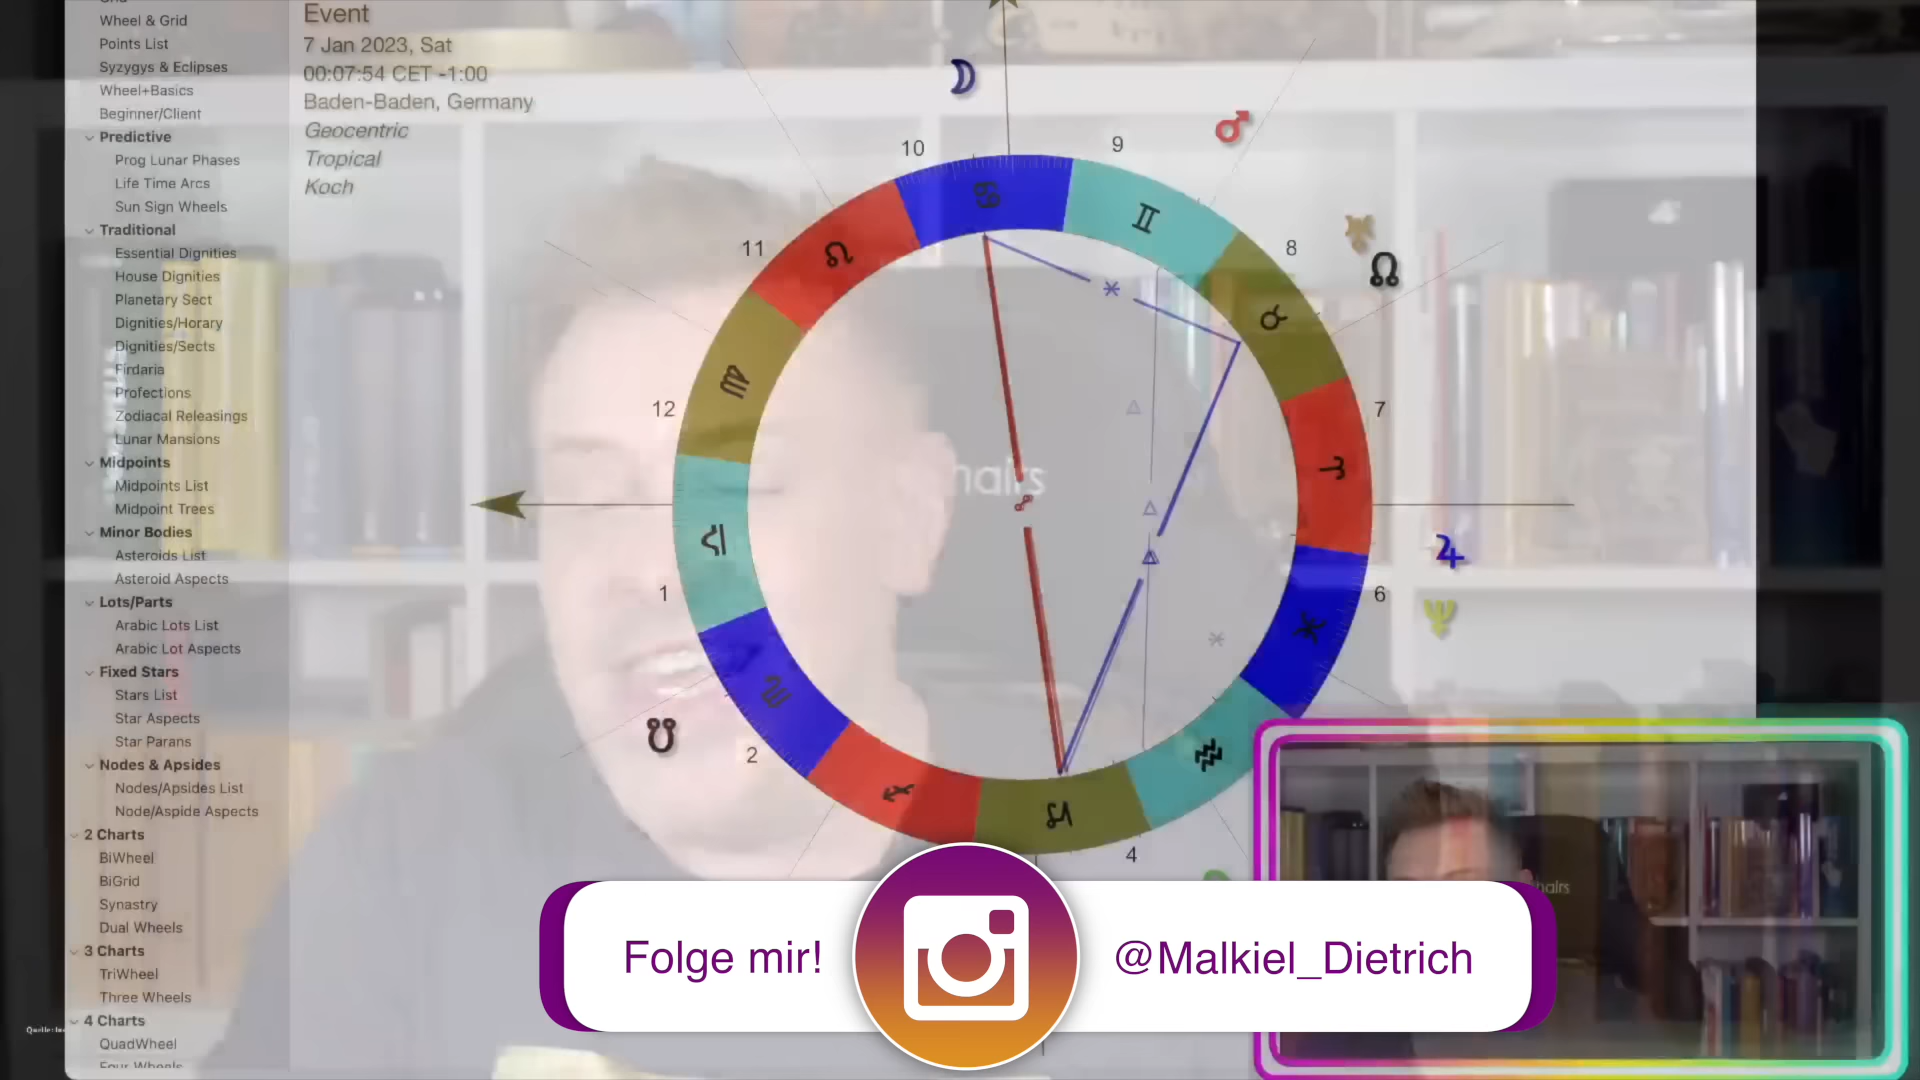 Wheel & Grid
Points List
Syzygys & Eclipses
Wheel+Basics
Beginner/Client
Predictive
Prog Lunar Phases
Life Time Arcs
Sun Sign Wheels
Traditional
Essential Dignities
House Dignities
Planetary Sect
Dignities/Horary
Dignities/Sects
Firdaria
Profections
Zodiacal Releasings
Lunar Mansions
Midpoints
Midpoints List
Midpoint Trees
Minor Bodies
Asteroids List
Asteroid Aspects
Lots/Parts
Arabic Lots List
Arabic Lot Aspects
Fixed Stars
Stars List
Star Aspects
Star Parans
Nodes & Apsides
Nodes/Apsides List
Node/Aspide Aspects
2 Charts
BiWheel
BiGrid
Synastry
Dual Wheels
3 Charts
TriWheel
Three Wheels
4 Charts
QuadWheel
Four Wheels
Event
7 Jan 2023, Sat
00:07:54 CET -1:00
Baden-Baden, Germany
Geocentric
Tropical
Koch
10
9
11
8
12
7
1
6
2
4
hairs
hairs
Folge mir!
@Malkiel_Dietrich